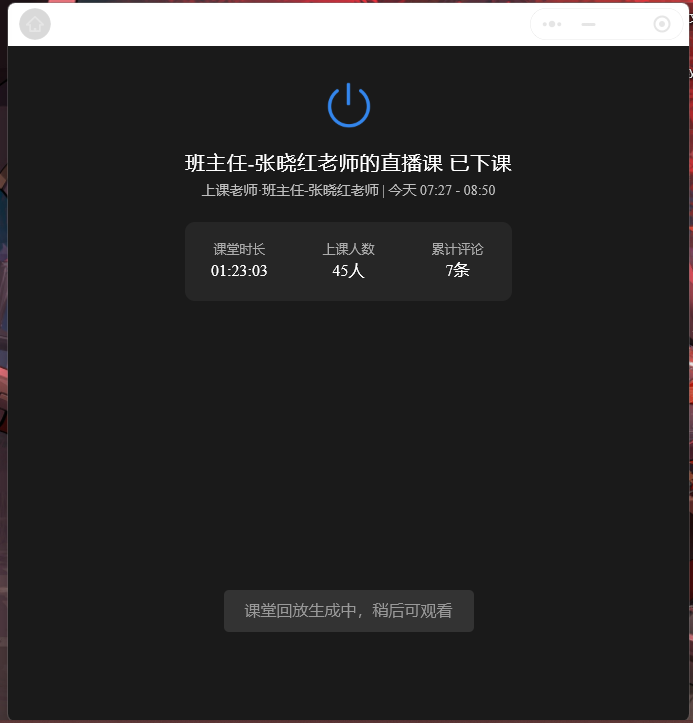 班主任-张晓红老师的直播课 已下课
上课老师·班主任-张晓红老师 | 今天 07:27 - 08:50
课堂时长 上课人数 累计评论
01:23:03 45人 7条
课堂回放生成中，稍后可观看